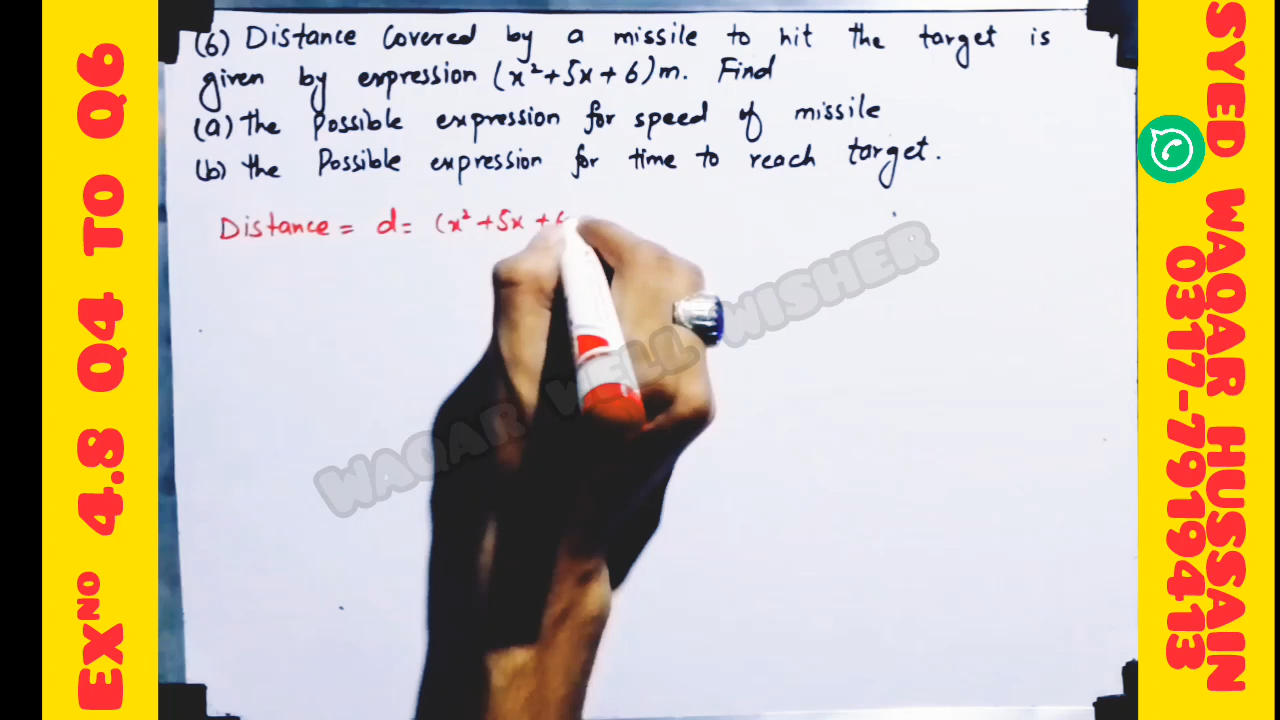 (6) Distance Covered by a missile to hit the target is
given by expression (x²+5x+6)m. Find
(a) the Possible expression for speed of missile
(b) the Possible expression for time to reach target.
Distance = d= (x²+5x+6
WAQAR WELL WISHER
EXᴺᴼ 4.8 Q4 TO Q6
SYED WAQAR HUSSAIN
0317-7919413